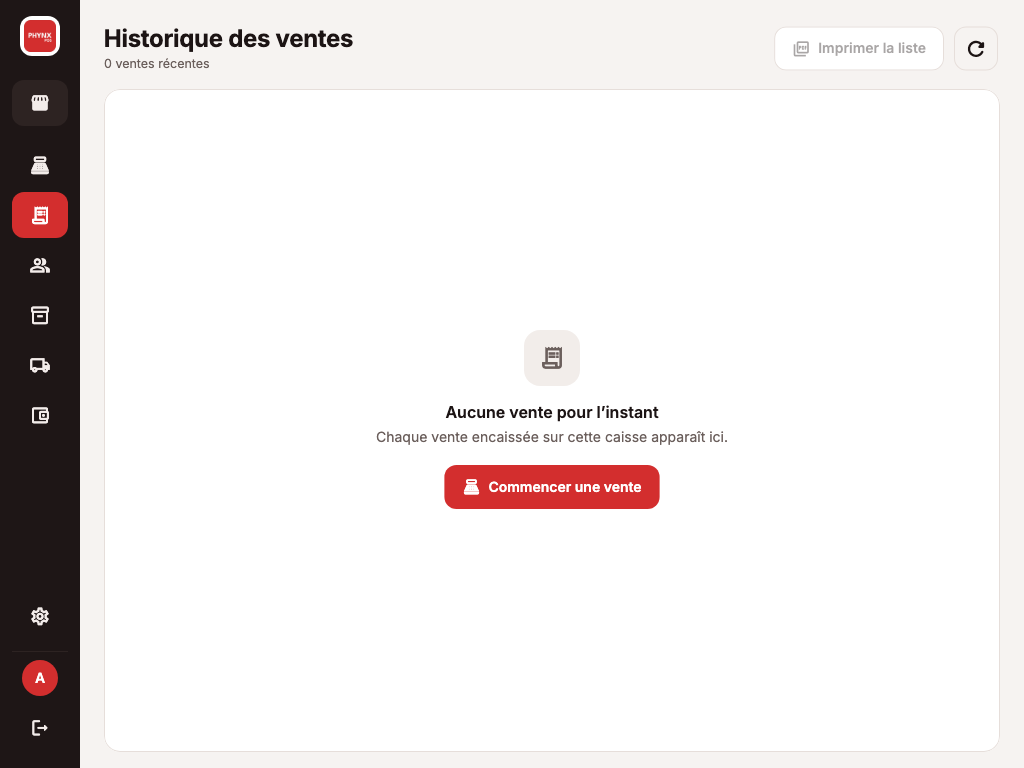 PHYNX
Historique des ventes
0 ventes récentes
PDF
Imprimer la liste
Aucune vente pour l’instant
Chaque vente encaissée sur cette caisse apparaît ici.
Commencer une vente
A